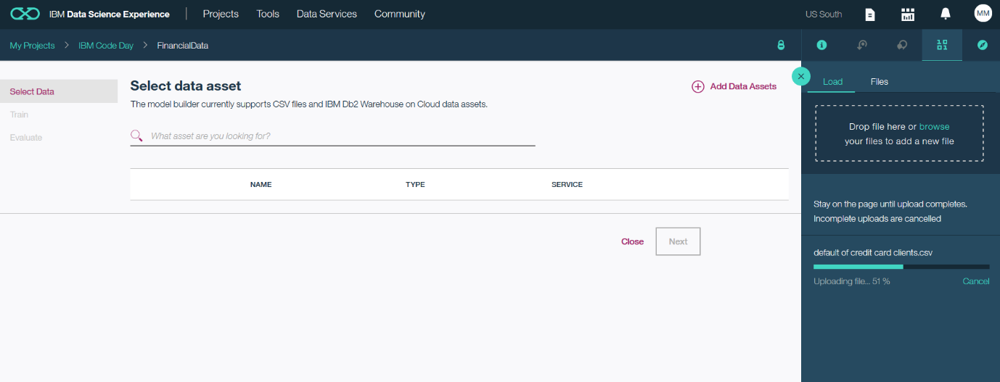 IBM Data Science Experience
Projects
Tools
Data Services
Community
US South
MM
My Projects > IBM Code Day > FinancialData
Select Data
Train
Evaluate
Select data asset
Add Data Assets
The model builder currently supports CSV files and IBM Db2 Warehouse on Cloud data assets.
What asset are you looking for?
NAME
TYPE
SERVICE
Close
Next
Load
Files
Drop file here or browse
your files to add a new file
Stay on the page until upload completes.
Incomplete uploads are cancelled
default of credit card clients.csv
Uploading file... 51 %
Cancel